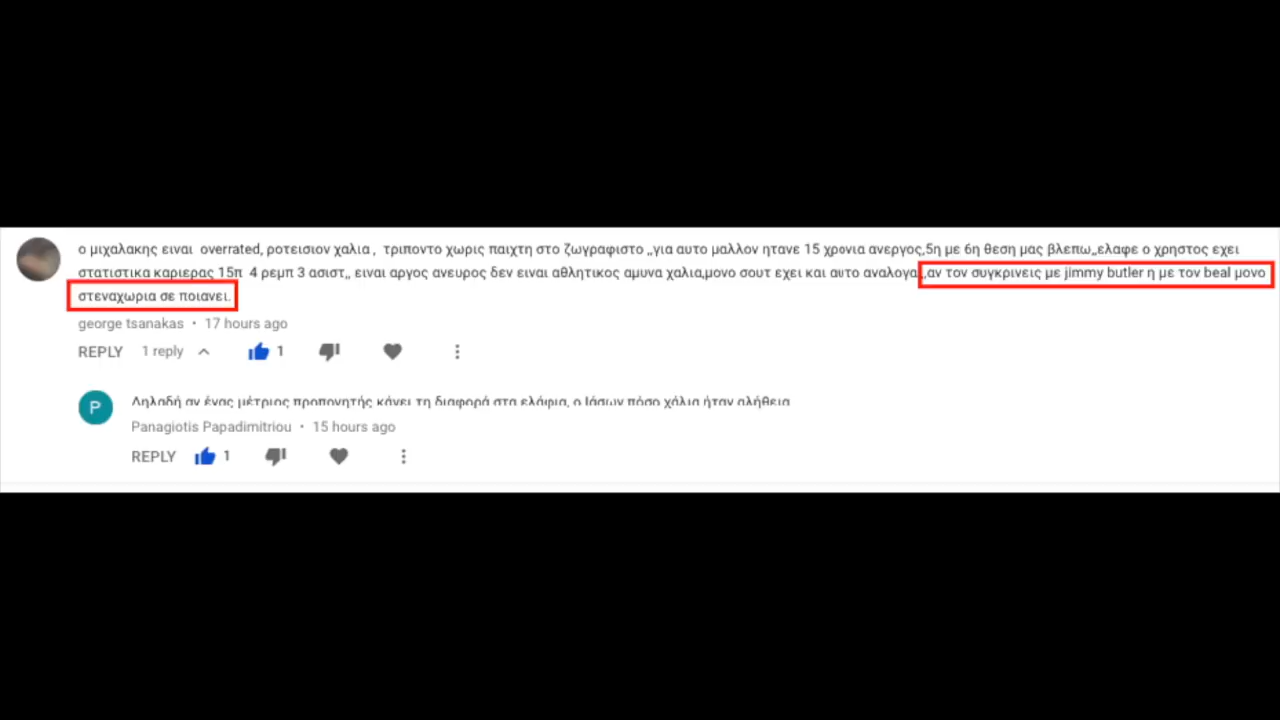 ο μιχαλακης ειναι overrated, ροτεισιον χαλια , τριποντο χωρις παιχτη στο ζωγραφιστο ,,για αυτο μαλλον ητανε 15 χρονια ανεργος,5η με 6η θεση μας βλεπω,,ελαφε ο χρηστος εχει
στατιστικα καριερας 15π 4 ρεμπ 3 ασιστ,, ειναι αργος ανευρος δεν ειναι αθλητικος αμυνα χαλια,μονο σουτ εχει και αυτο αναλογα,,αν τον συγκρινεις με jimmy butler η με τον beal μονο
στεναχωρια σε ποιανει.
george tsanakas • 17 hours ago
REPLY 1 reply 1
P
Δηλαδή αν ένας μέτριος προπονητής κάνει τη διαφορά στα ελάφια, ο Ιάσων πόσο χάλια ήταν αλήθεια
Panagiotis Papadimitriou • 15 hours ago
REPLY 1